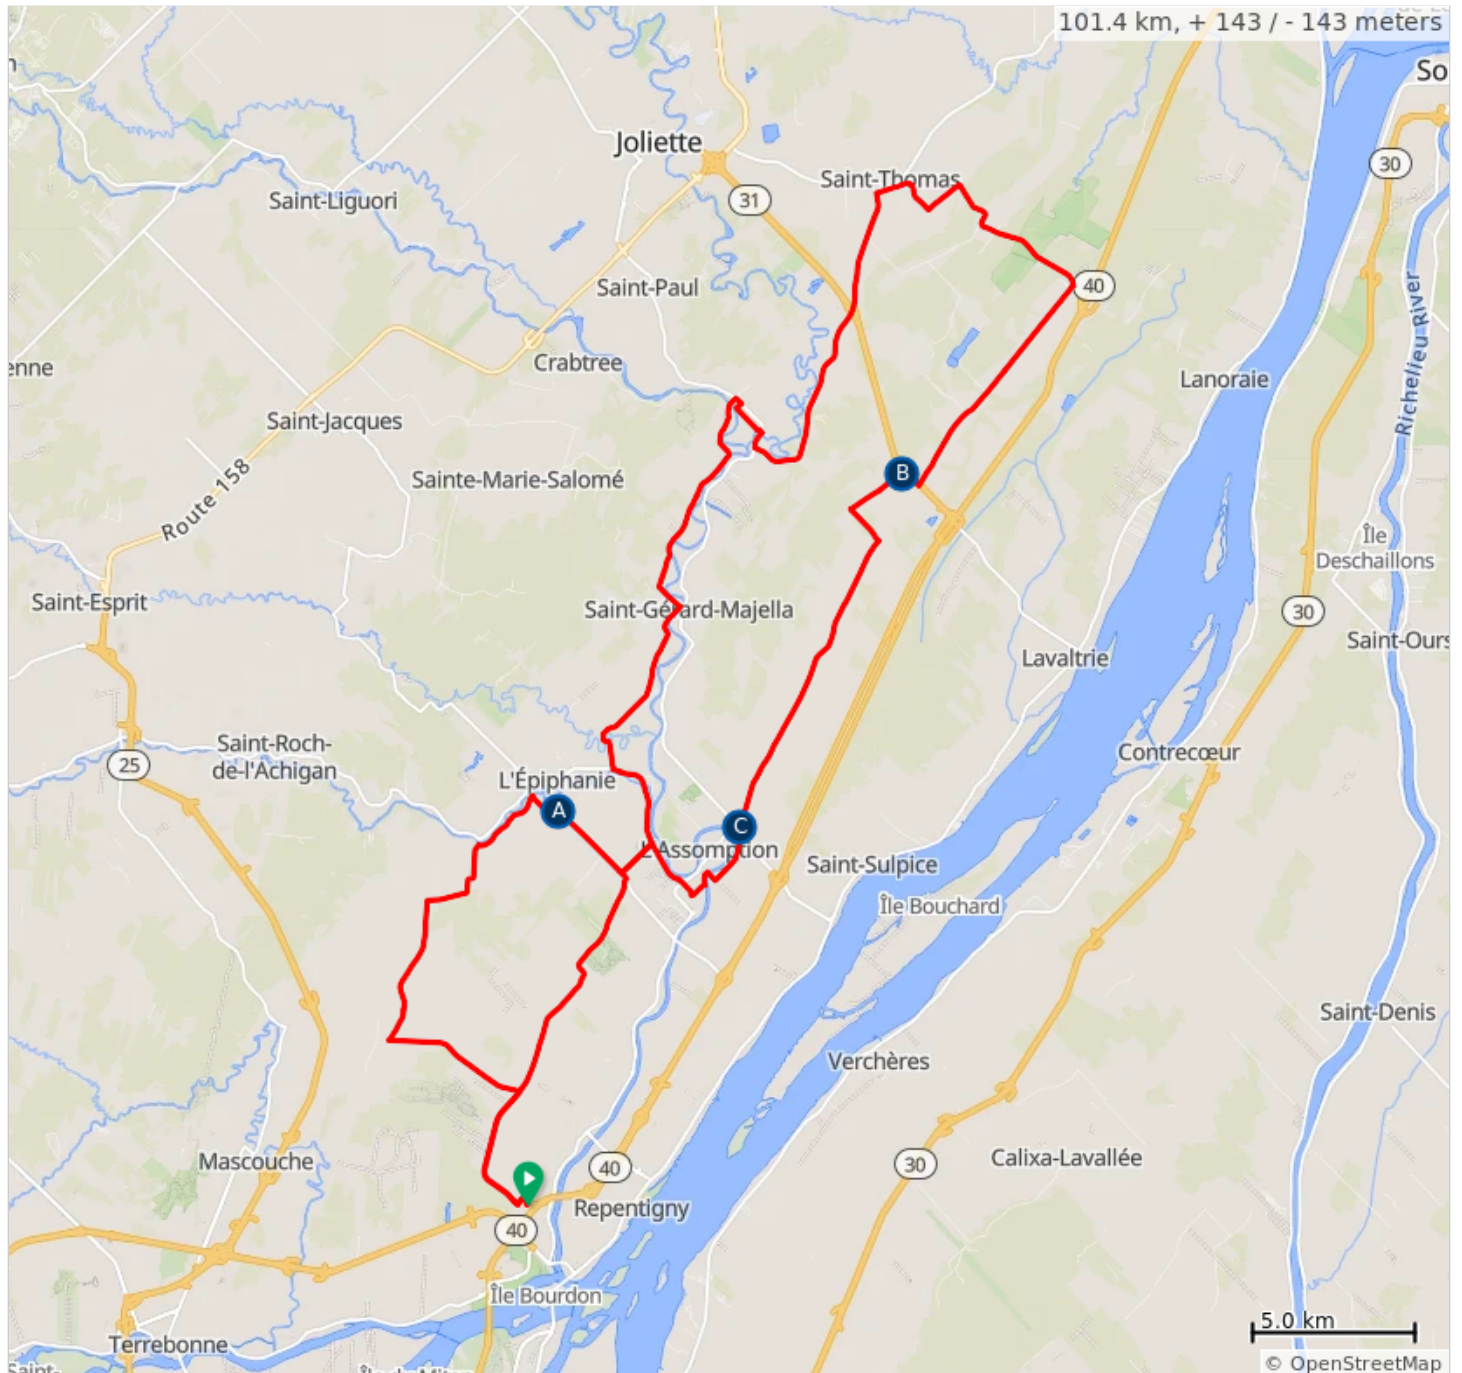 101.4 km, + 143 / - 143 meters
So
Joliette
30
Saint-Thomas
31
Saint-Liguori
Saint-Paul
40
Richelieu River
Crabtree
enne
Lanoraie
Saint-Jacques
Sainte-Marie-Salomé
B
Route 158
Île
Deschaillons
Saint-Esprit
Saint-Gérard-Majella
30
Saint-Ours
Lavaltrie
Saint-Roch-
de-l'Achigan
Contrecœur
25
L'Épiphanie
A
C
L'Assomption
Saint-Sulpice
Île Bouchard
Saint-Denis
Verchères
Mascouche
40
30
Calixa-Lavallée
Repentigny
40
Île Bourdon
5.0 km
Terrebonne
© OpenStreetMap